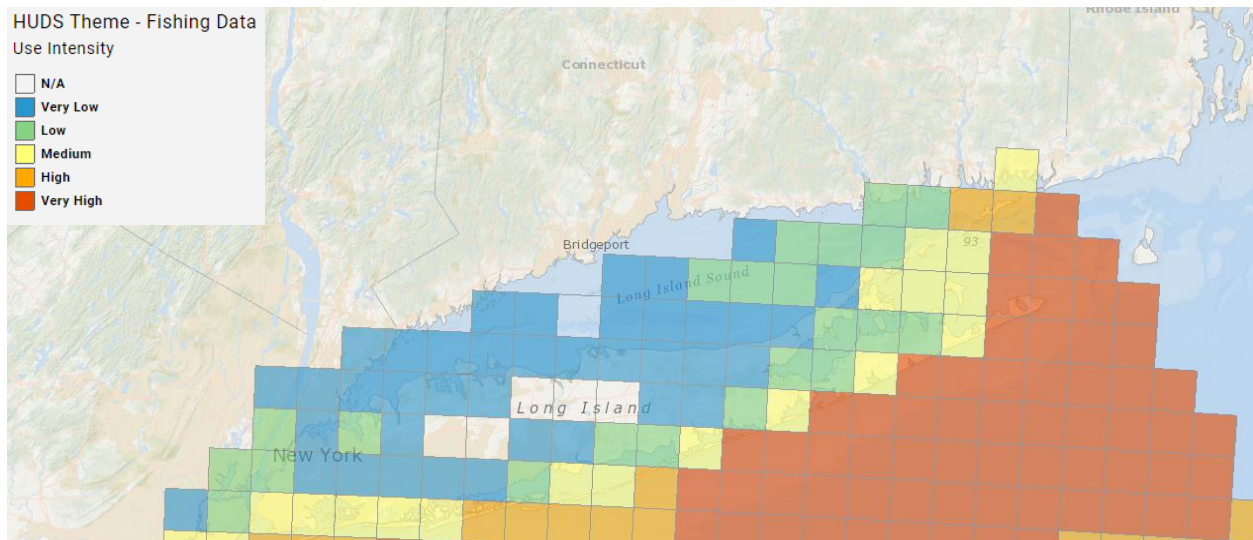 HUDS Theme - Fishing Data
Use Intensity
N/A
Very Low
Low
Medium
High
Very High
Rhode Island
Connecticut
Bridgeport
93
Long Island Sound
Long Island
New York